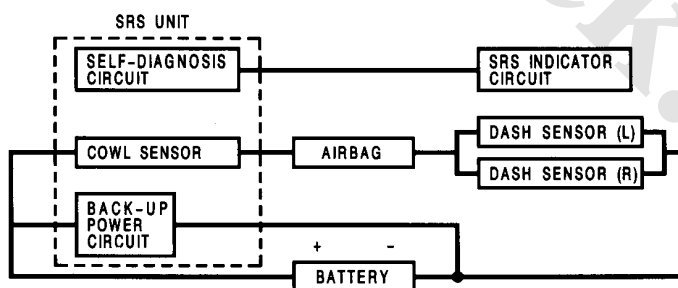 SRS UNIT
SELF-DIAGNOSIS
CIRCUIT
SRS INDICATOR
CIRCUIT
COWL SENSOR
AIRBAG
DASH SENSOR (L)
DASH SENSOR (R)
BACK-UP
POWER
CIRCUIT
+ -
BATTERY